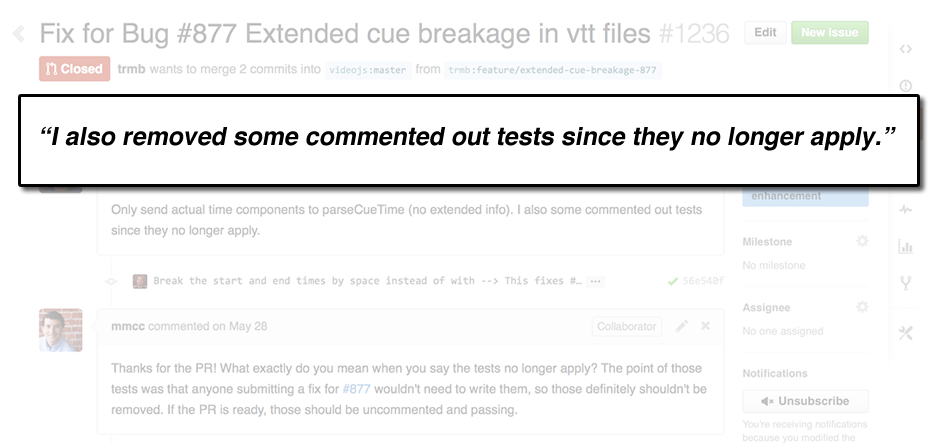 Fix for Bug #877 Extended cue breakage in vtt files #1236
Edit
New issue
Closed
trmb wants to merge 2 commits into videojs:master from trmb:feature/extended-cue-breakage-877
“I also removed some commented out tests since they no longer apply.”
enhancement
Only send actual time components to parseCueTime (no extended info). I also some commented out tests
since they no longer apply.
Milestone
No milestone
Break the start and end times by space instead of with --> This fixes #… ...
56e540f
Assignee
No one assigned
mmcc commented on May 28
Collaborator
Thanks for the PR! What exactly do you mean when you say the tests no longer apply? The point of those
tests was that anyone submitting a fix for #877 wouldn't need to write them, so those definitely shouldn't be
removed. If the PR is ready, those should be uncommented and passing.
Notifications
Unsubscribe
You're receiving notifications
because you modified the